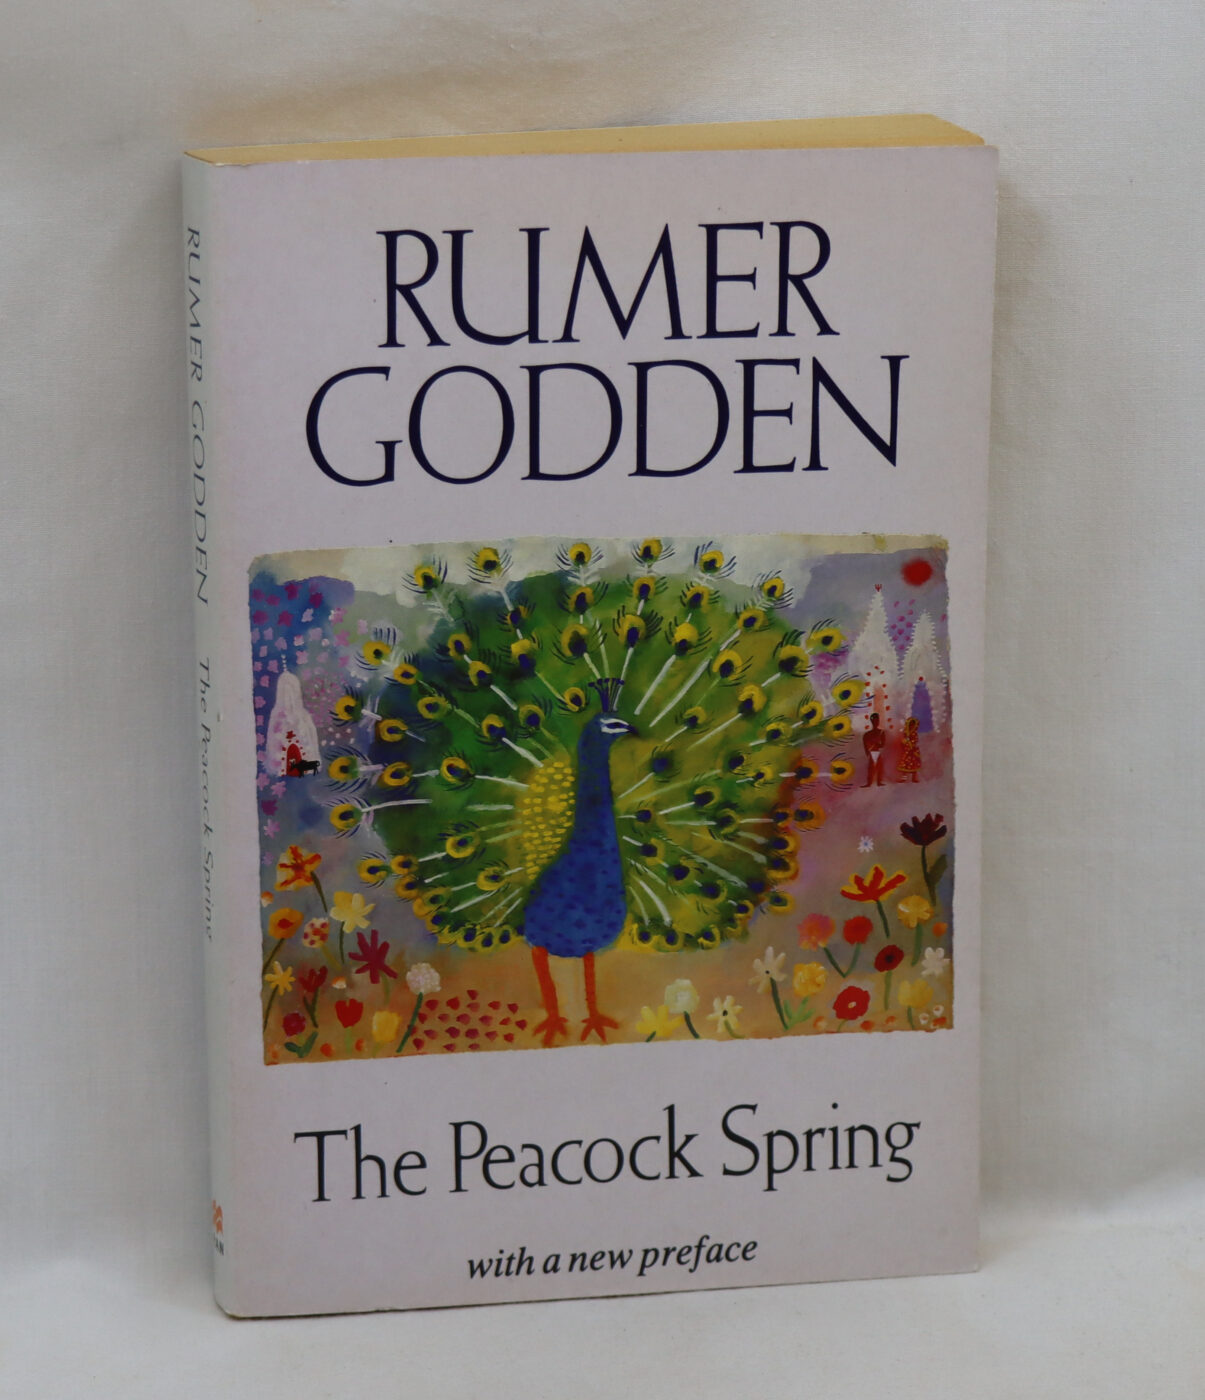 RUMER
GODDEN
The Peacock Spring
with a new preface
RUMER GODDEN The Peacock Spring